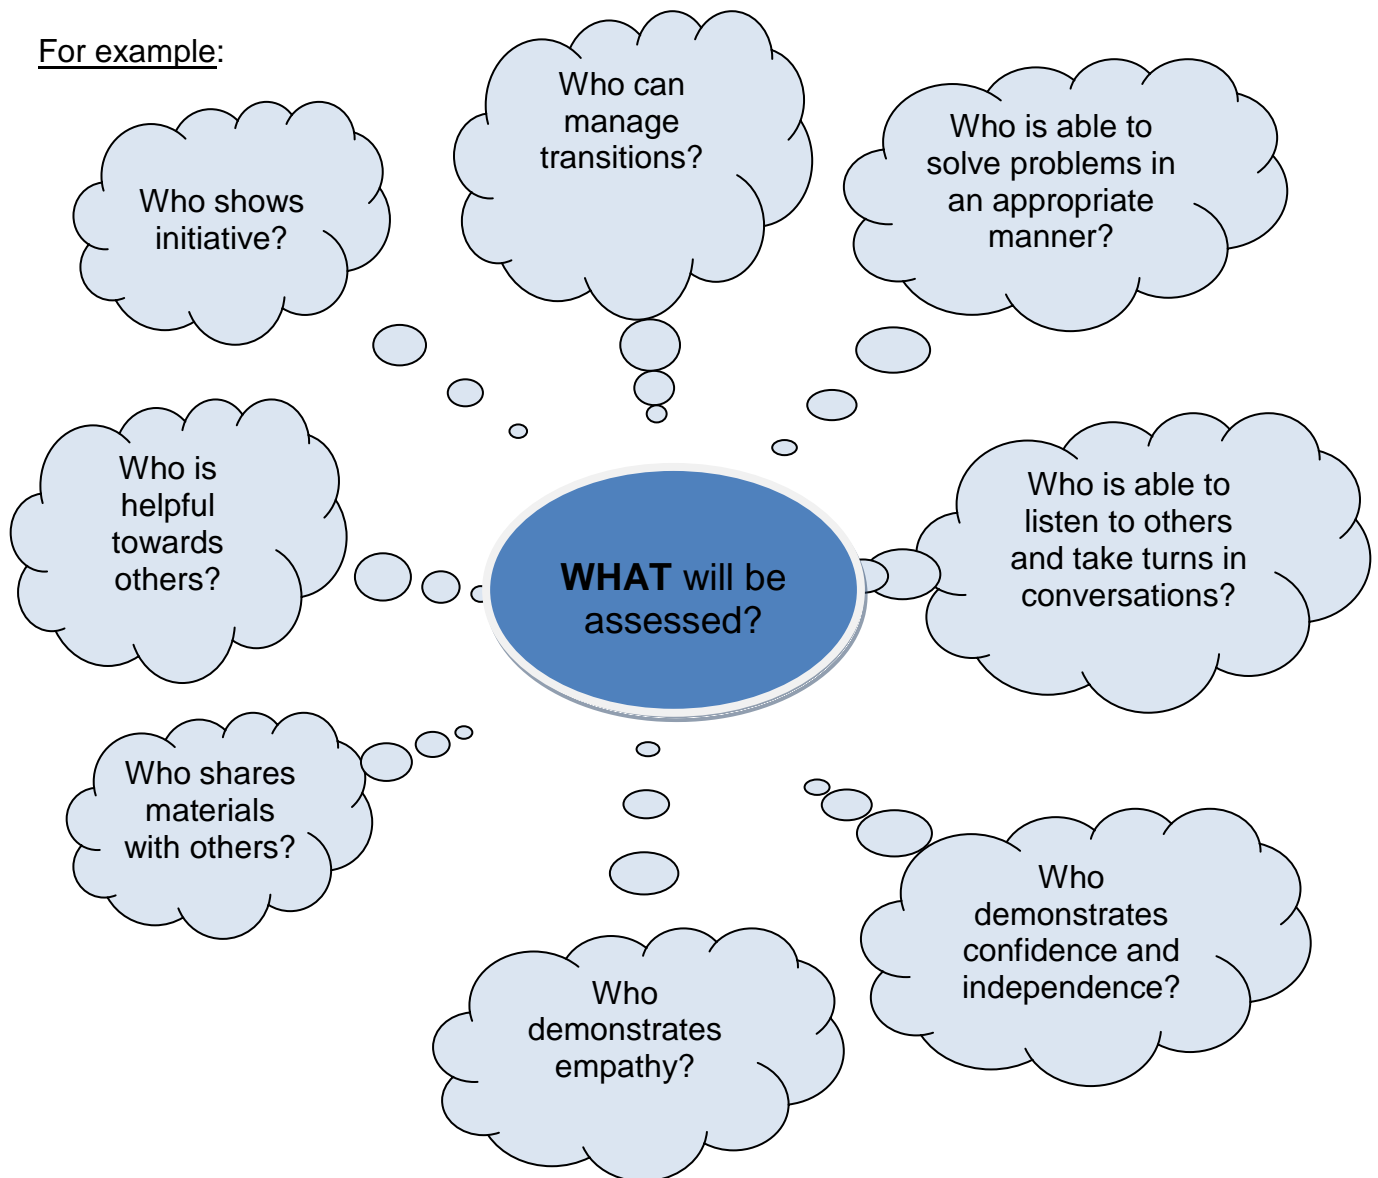 For example:
Who can
manage
transitions?
Who is able to
solve problems in
an appropriate
manner?
Who shows
initiative?
Who is
helpful
towards
others?
WHAT will be
assessed?
Who is able to
listen to others
and take turns in
conversations?
Who shares
materials
with others?
Who
demonstrates
confidence and
independence?
Who
demonstrates
empathy?